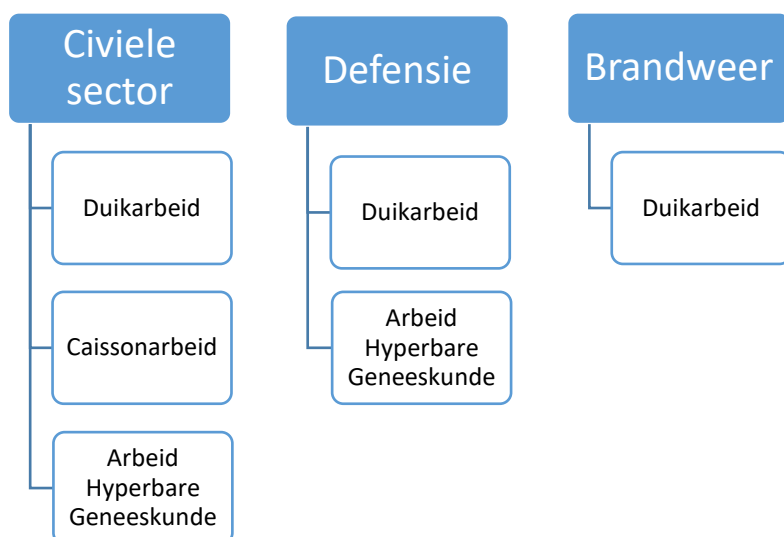 Civiele
sector
Duikarbeid
Caissonarbeid
Arbeid
Hyperbare
Geneeskunde
Defensie
Duikarbeid
Arbeid
Hyperbare
Geneeskunde
Brandweer
Duikarbeid